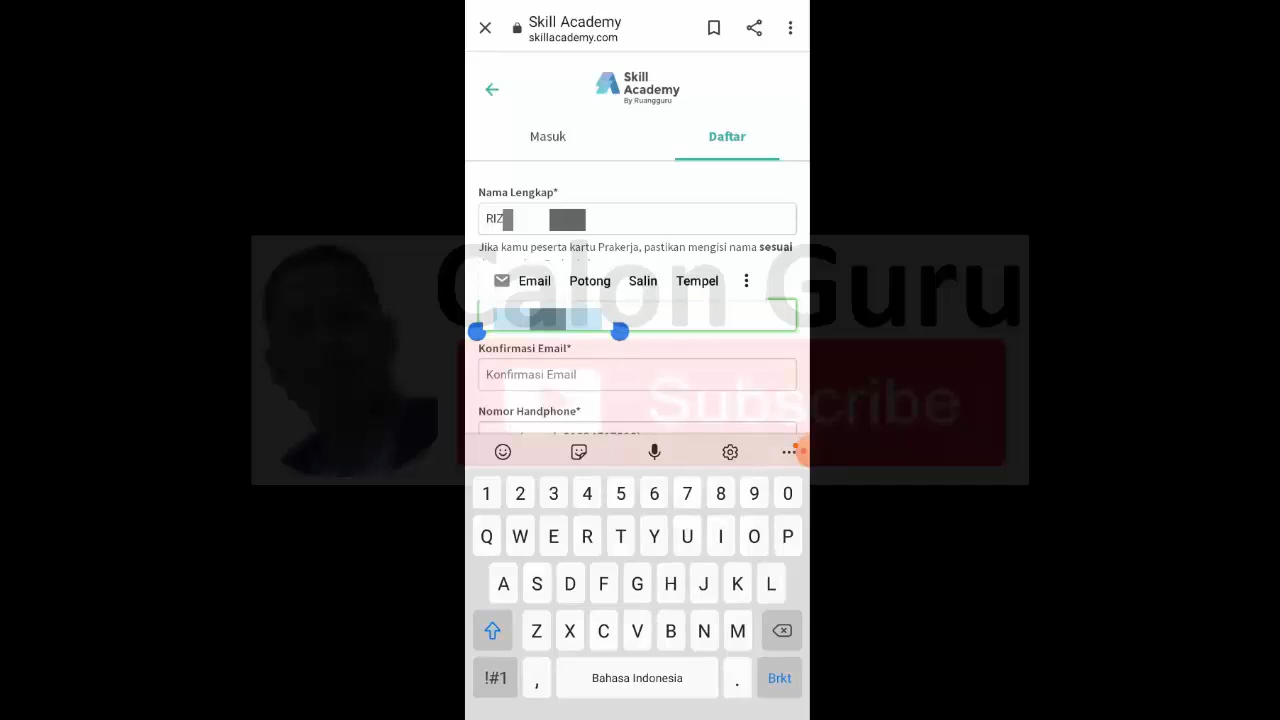 Skill Academy
skillacademy.com
Skill
Academy
By Ruangguru
Masuk
Daftar
Nama Lengkap*
RIZ
Jika kamu peserta kartu Prakerja, pastikan mengisi nama sesuai
Email
Potong
Salin
Tempel
Calon Guru
Konfirmasi Email*
Konfirmasi Email
Subscribe
Nomor Handphone*
1 2 3 4 5 6 7 8 9 0
Q W E R T Y U I O P
A S D F G H J K L
Z X C V B N M
!#1 , Bahasa Indonesia . Brkt